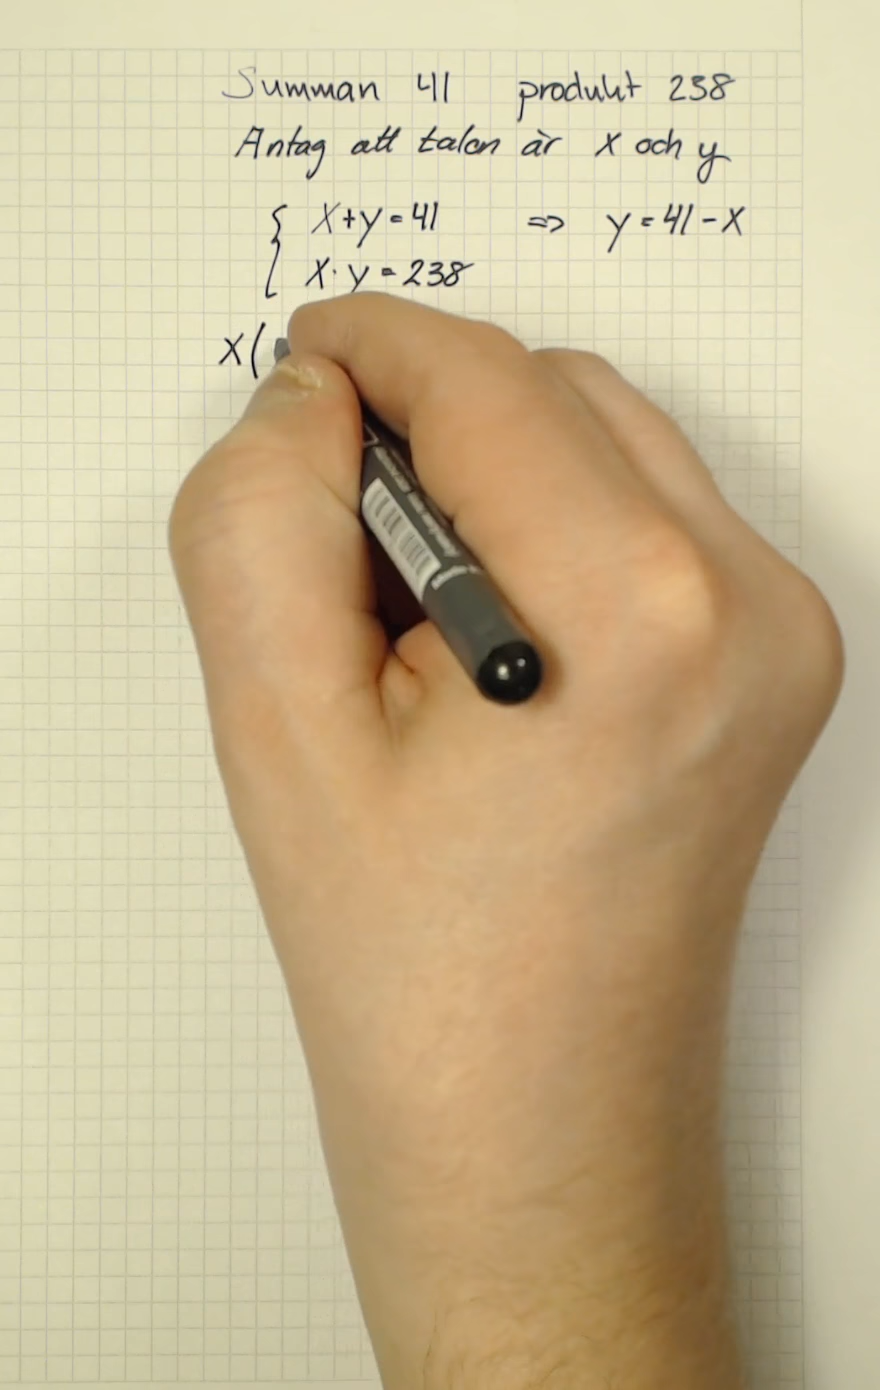 Summan 41 produkt 238
Antag att talen är x och y
{ x+y=41 => y=41-x
x·y=238
x(